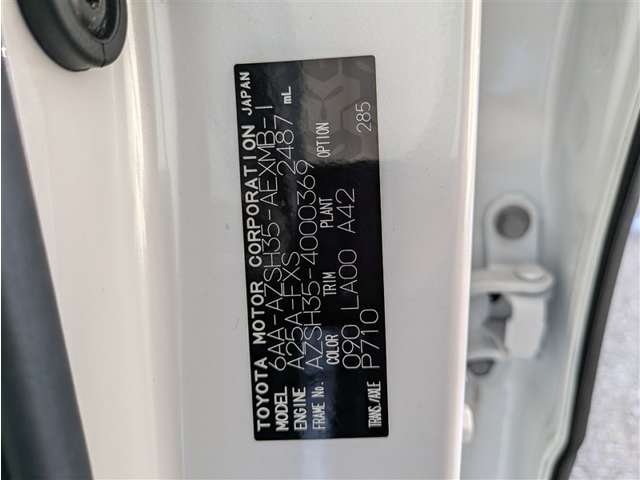 TOYOTA MOTOR CORPORATION JAPAN
MODEL 6AA-AZSH35-AEXMB-I
ENGINE A25A-FXS 2487 mL
FRAME No. AZSH35-4000369
COLOR TRIM PLANT OPTION
090 LA00 A42 285
TRANS./AXLE P710